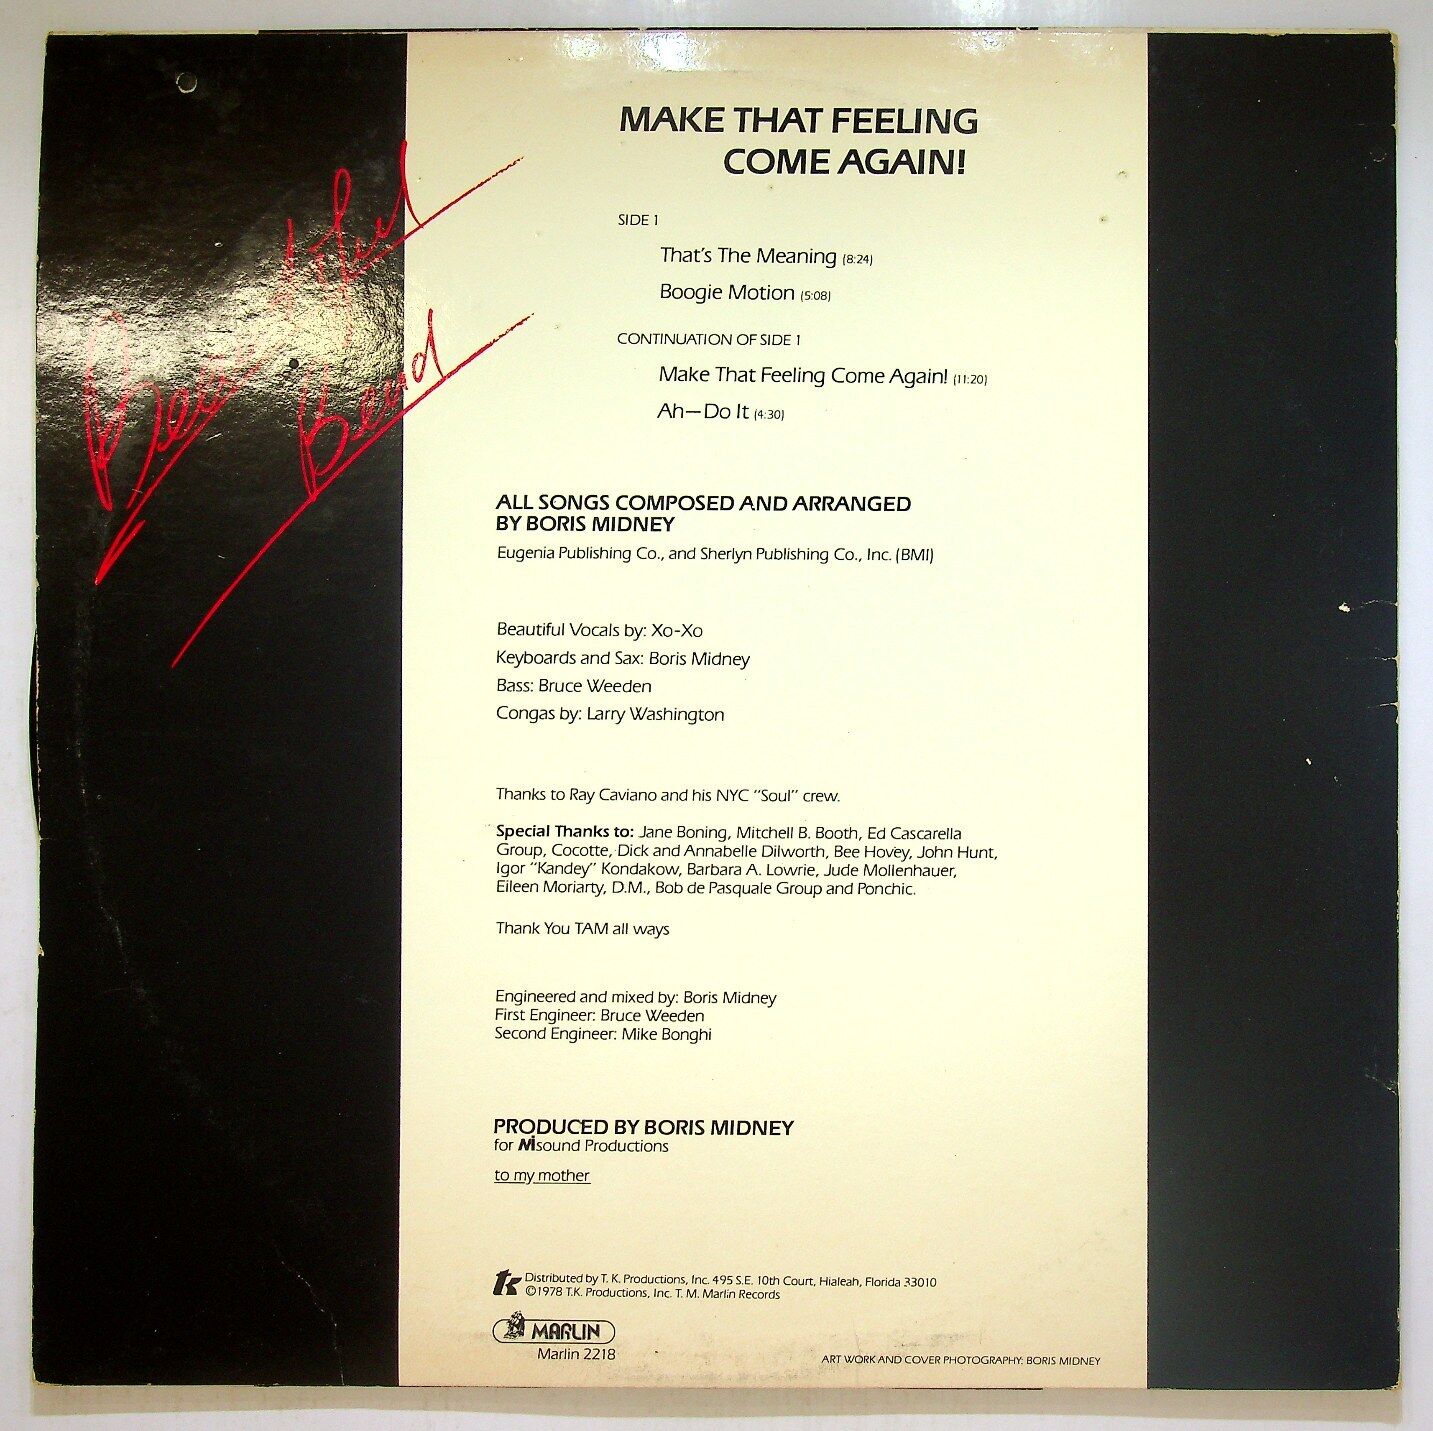 Beautiful
Bend
MAKE THAT FEELING
COME AGAIN!
SIDE 1
That's The Meaning (8:24)
Boogie Motion (5:08)
CONTINUATION OF SIDE 1
Make That Feeling Come Again! (11:20)
Ah—Do It (4:30)
ALL SONGS COMPOSED AND ARRANGED
BY BORIS MIDNEY
Eugenia Publishing Co., and Sherlyn Publishing Co., Inc. (BMI)
Beautiful Vocals by: Xo-Xo
Keyboards and Sax: Boris Midney
Bass: Bruce Weeden
Congas by: Larry Washington
Thanks to Ray Caviano and his NYC "Soul" crew.
Special Thanks to: Jane Boning, Mitchell B. Booth, Ed Cascarella
Group, Cocotte, Dick and Annabelle Dilworth, Bee Hovey, John Hunt,
Igor "Kandey" Kondakow, Barbara A. Lowrie, Jude Mollenhauer,
Eileen Moriarty, D.M., Bob de Pasquale Group and Ponchic.
Thank You TAM all ways
Engineered and mixed by: Boris Midney
First Engineer: Bruce Weeden
Second Engineer: Mike Bonghi
PRODUCED BY BORIS MIDNEY
for Misound Productions
to my mother
tk Distributed by T. K. Productions, Inc. 495 S.E. 10th Court, Hialeah, Florida 33010
©1978 T.K. Productions, Inc. T. M. Marlin Records
MARLIN
Marlin 2218
ART WORK AND COVER PHOTOGRAPHY: BORIS MIDNEY